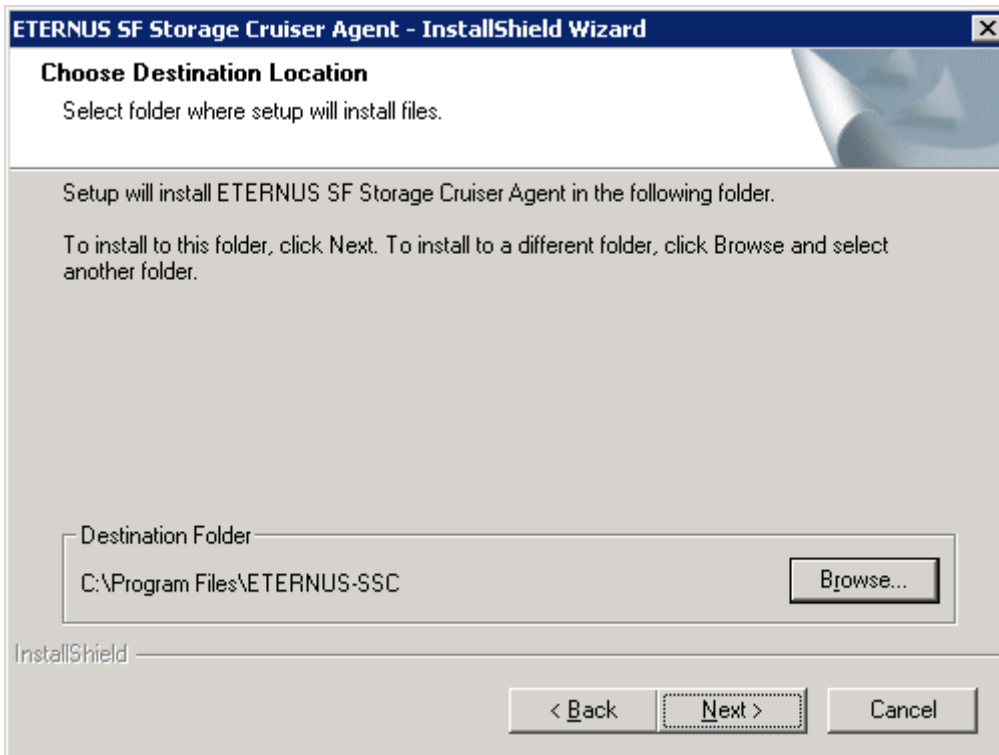 ETERNUS SF Storage Cruiser Agent - InstallShield Wizard
Choose Destination Location
Select folder where setup will install files.
Setup will install ETERNUS SF Storage Cruiser Agent in the following folder.
To install to this folder, click Next. To install to a different folder, click Browse and select
another folder.
Destination Folder
C:\Program Files\ETERNUS-SSC
Browse...
InstallShield
< Back
Next >
Cancel